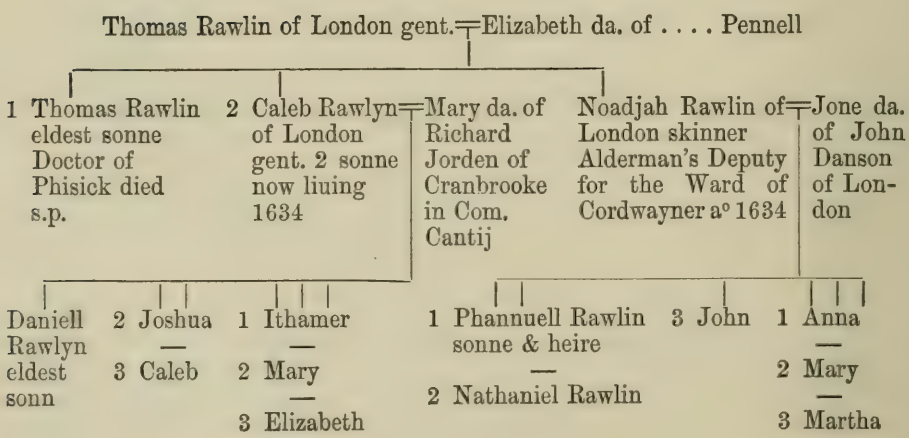 Thomas Rawlin of London gent.=Elizabeth da. of .... Pennell
1 Thomas Rawlin
eldest sonne
Doctor of
Phisick died
s.p.
2 Caleb Rawlyn=Mary da. of
of London
gent. 2 sonne
now liuing
1634
Richard
Jorden of
Cranbrooke
in Com.
Cantij
Noadjah Rawlin of=Jone da.
London skinner
Alderman's Deputy
for the Ward of
Cordwayner aº 1634
of John
Danson
of Lon-
don
Daniell
Rawlyn
eldest
sonn
2 Joshua
3 Caleb
1 Ithamer
2 Mary
3 Elizabeth
1 Phannuell Rawlin
sonne & heire
2 Nathaniel Rawlin
3 John
1 Anna
2 Mary
3 Martha